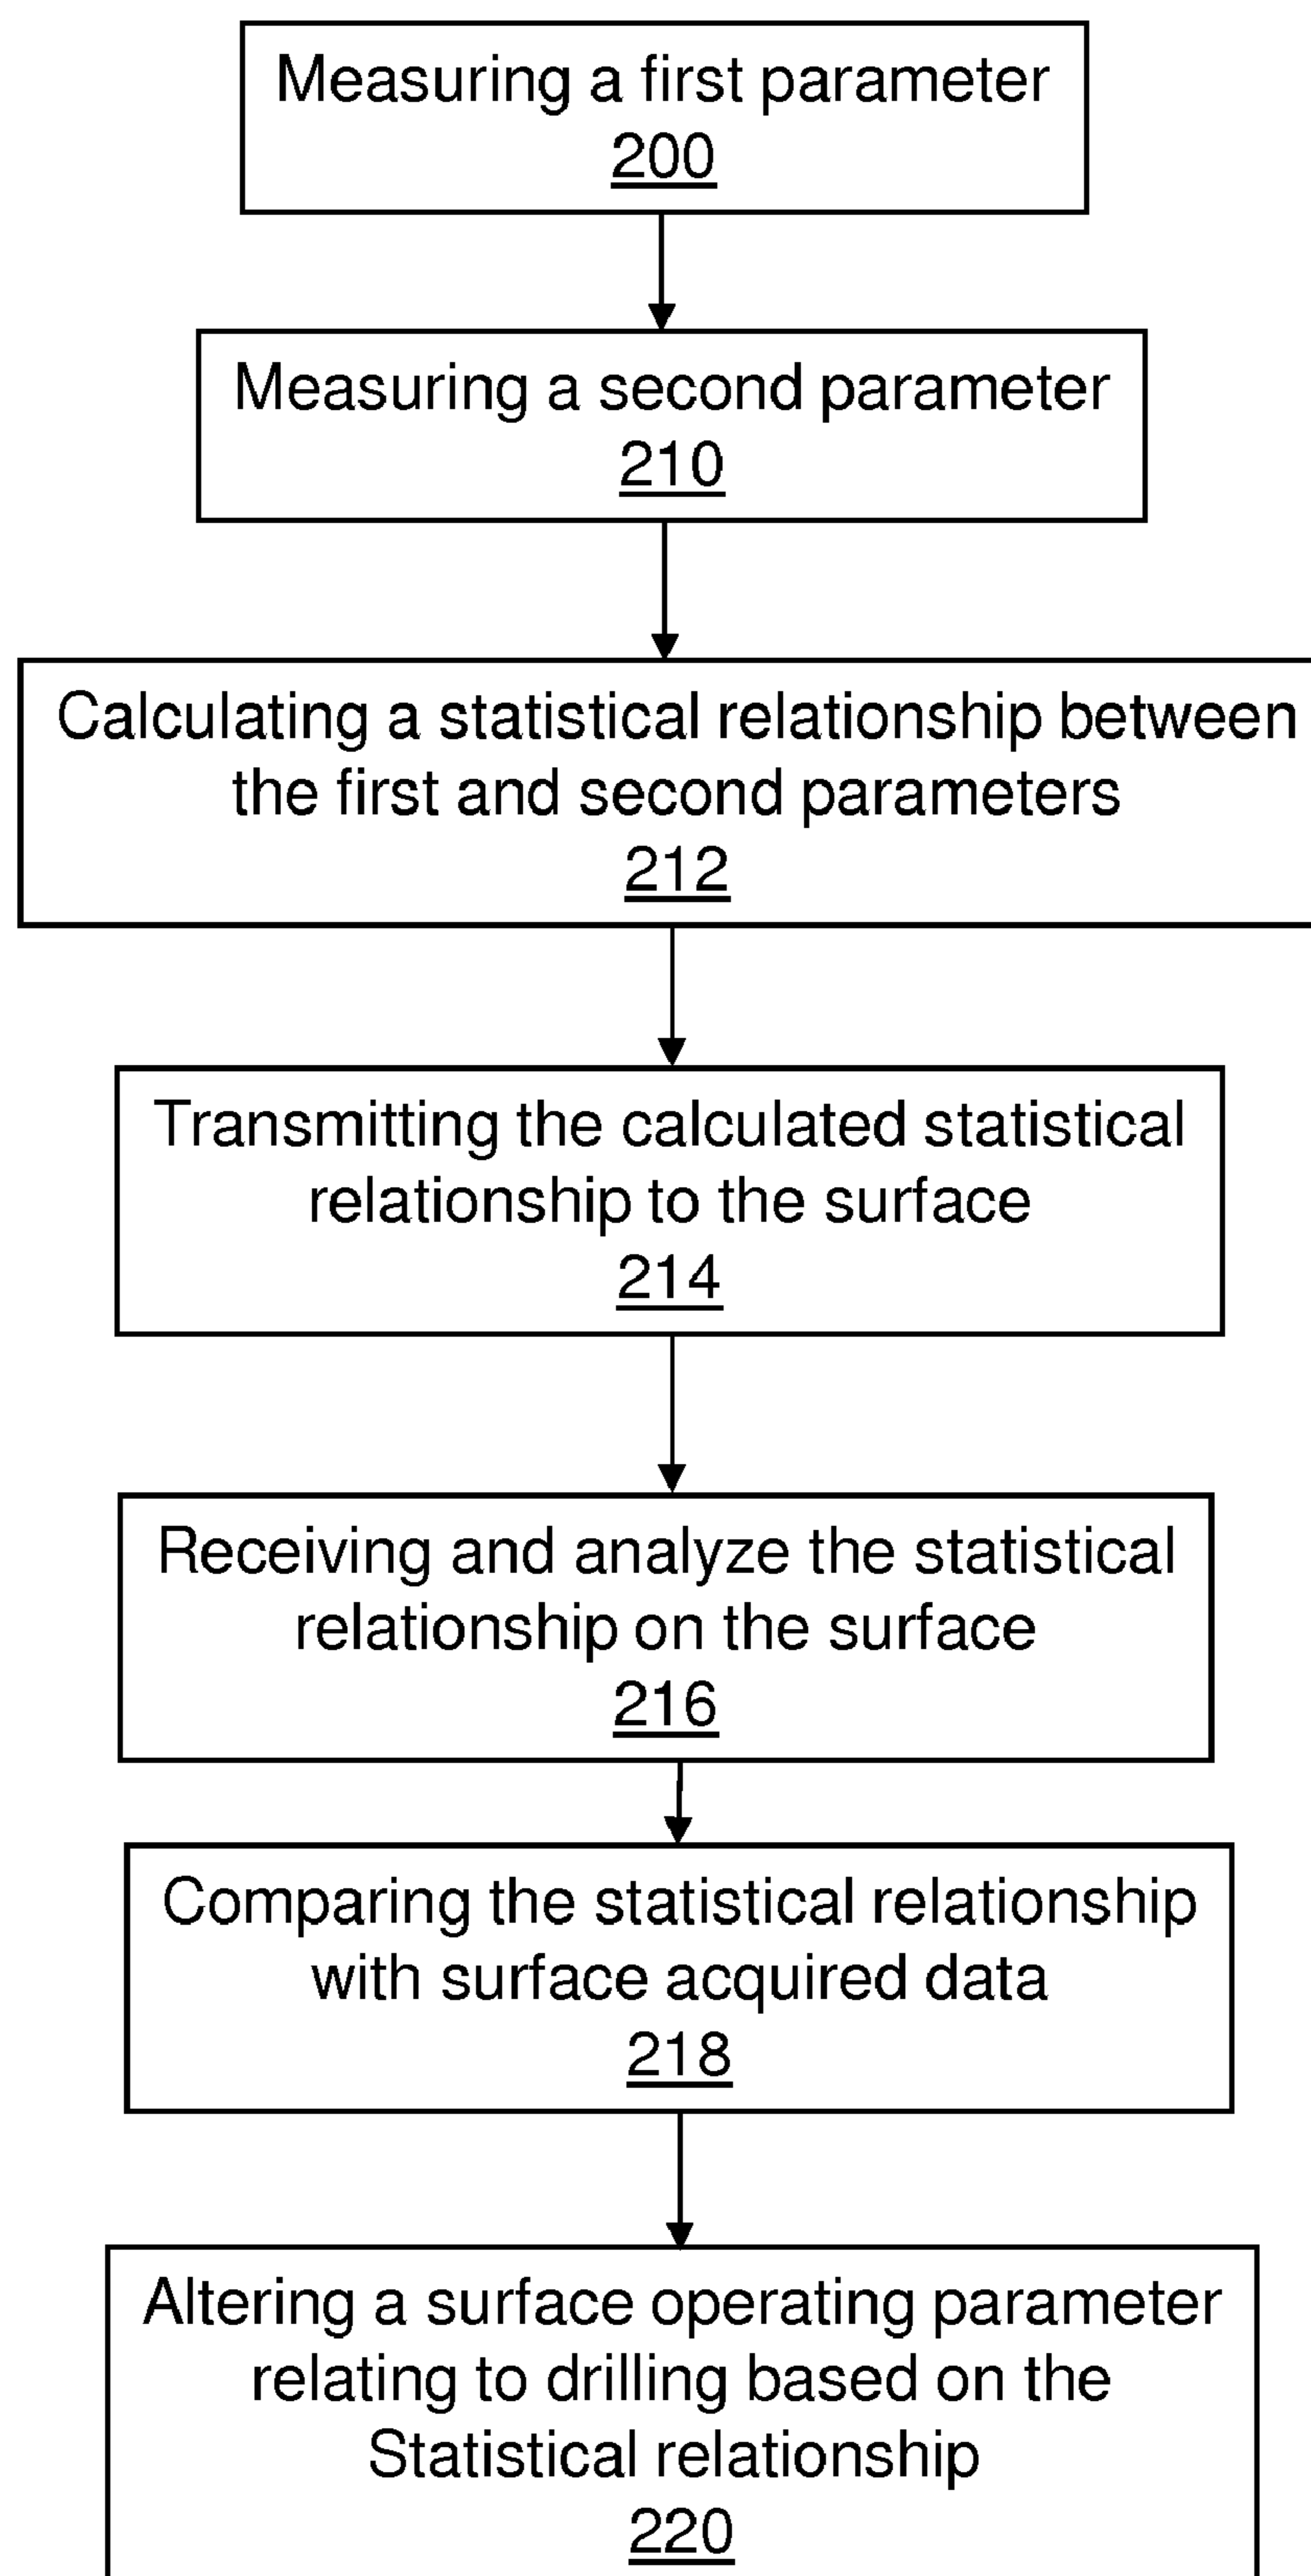 Measuring a first parameter
200
Measuring a second parameter
210
Calculating a statistical relationship between
the first and second parameters
212
Transmitting the calculated statistical
relationship to the surface
214
Receiving and analyze the statistical
relationship on the surface
216
Comparing the statistical relationship
with surface acquired data
218
Altering a surface operating parameter
relating to drilling based on the
Statistical relationship
220